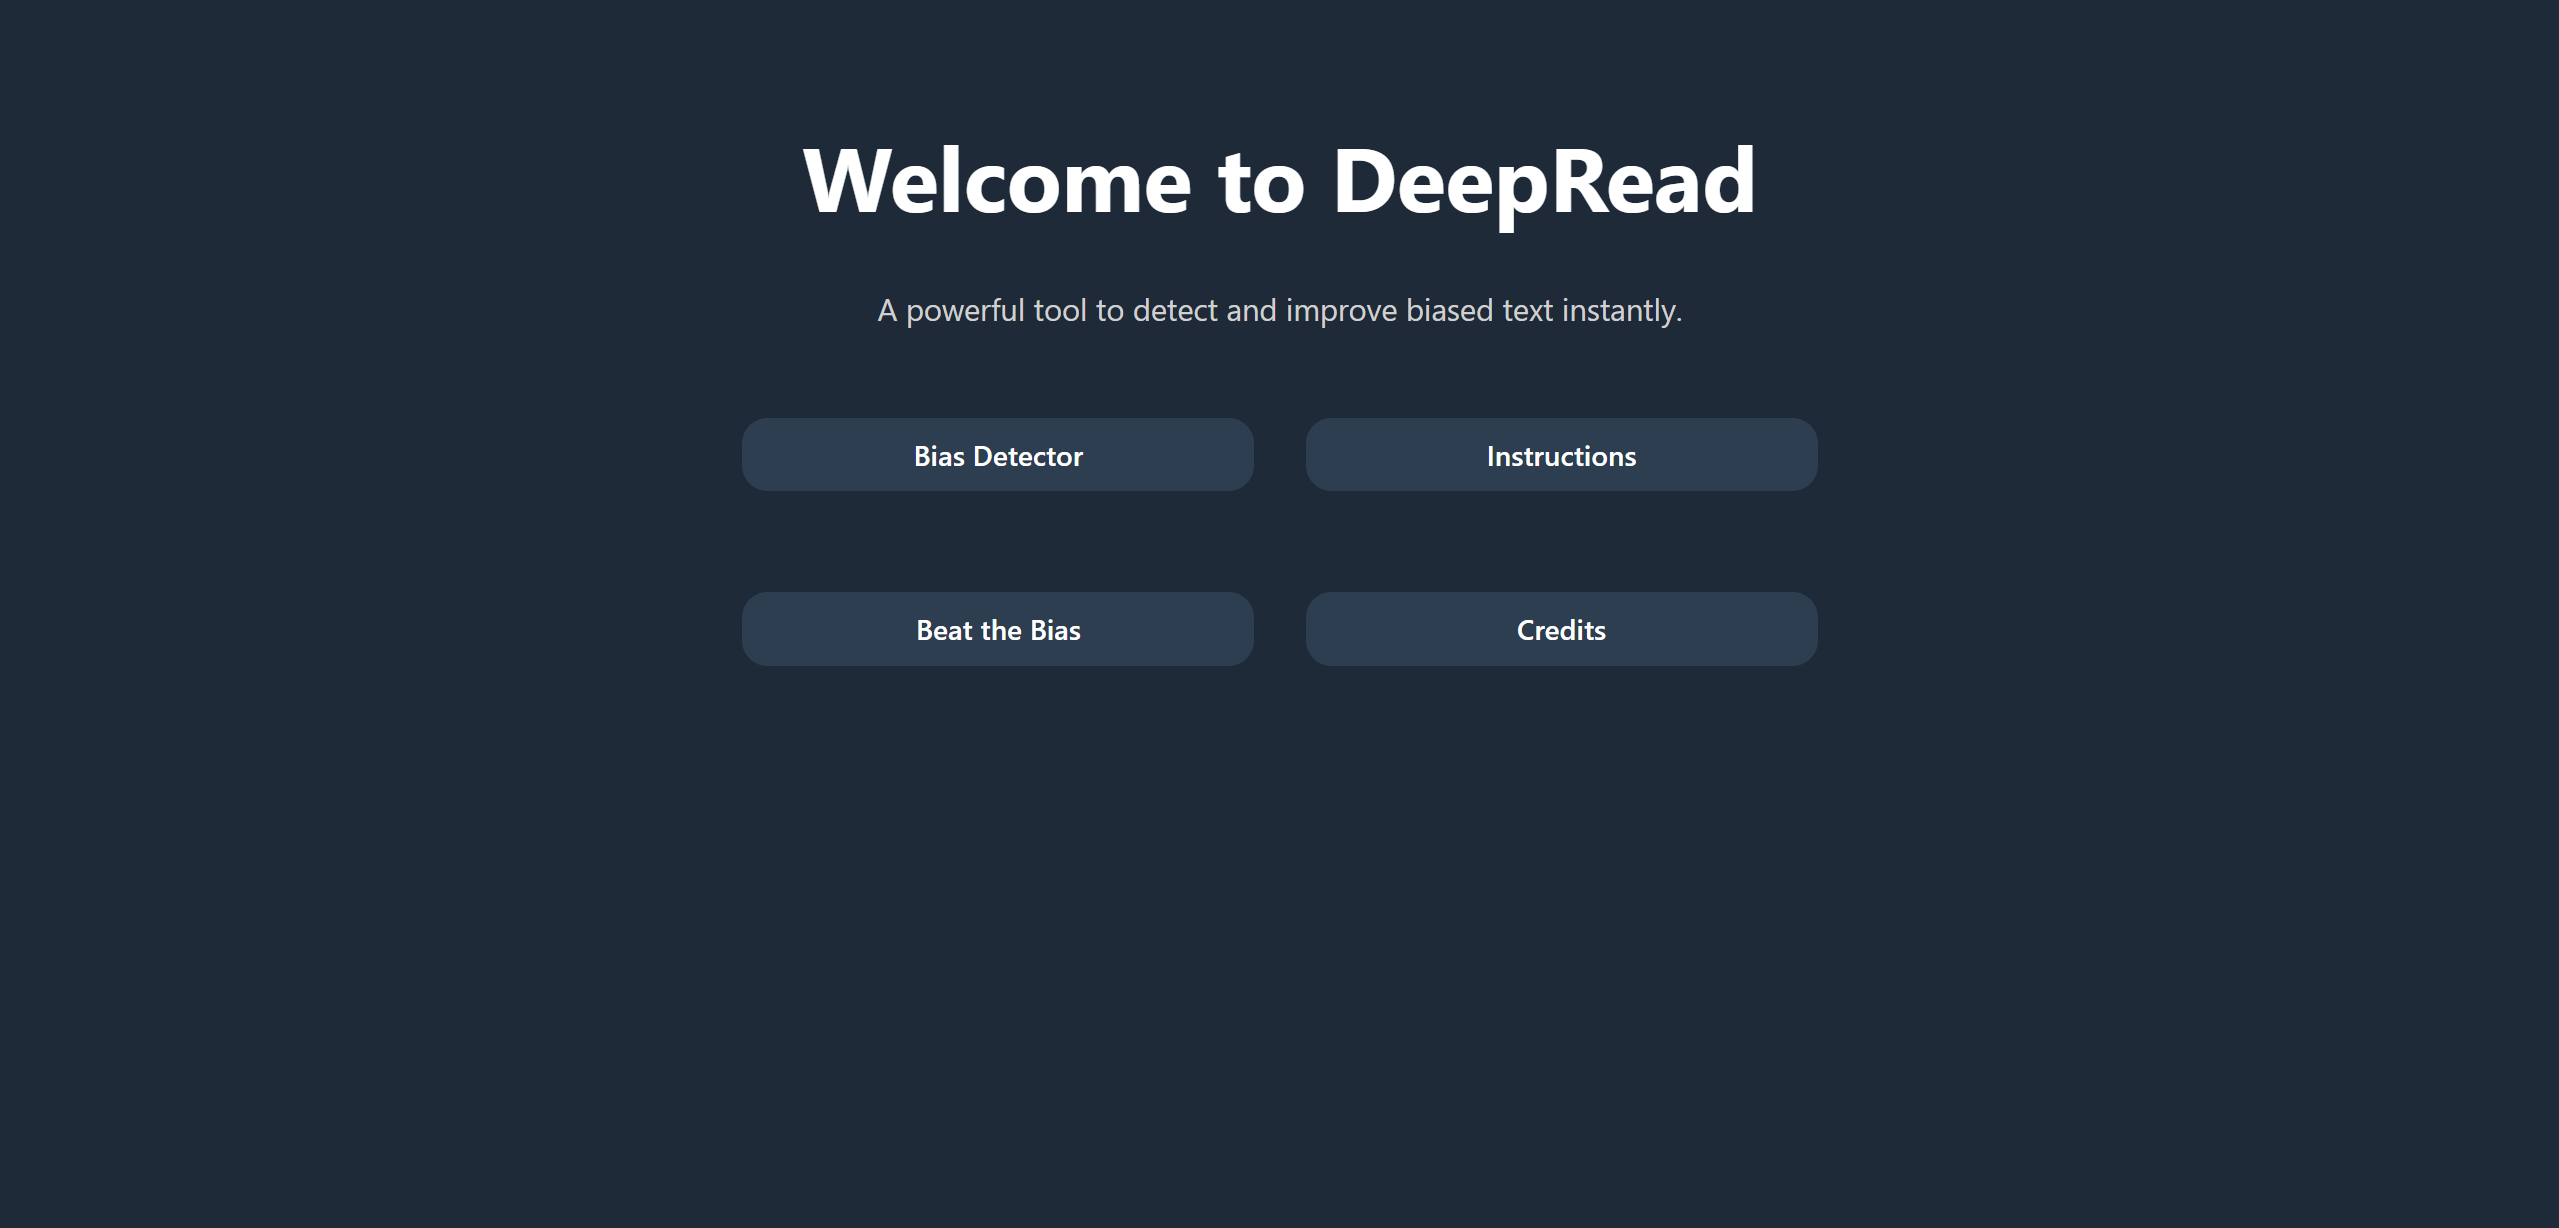 Welcome to DeepRead
A powerful tool to detect and improve biased text instantly.
Bias Detector
Instructions
Beat the Bias
Credits